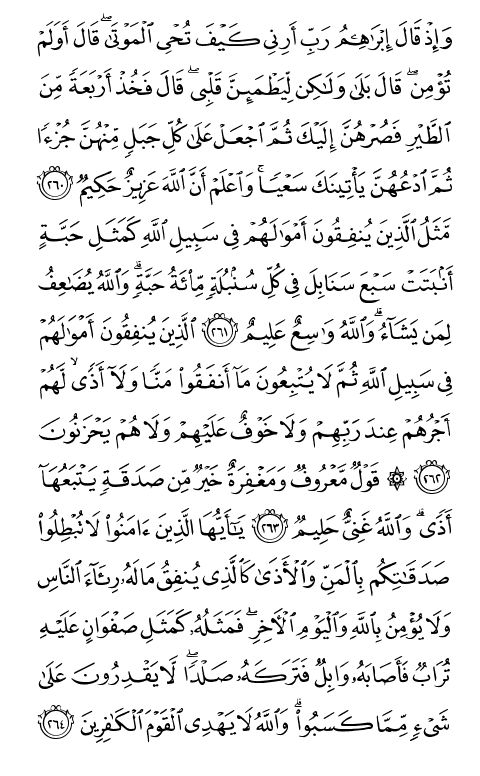 وَإِذۡ قَالَ إِبۡرَٰهِـۧمُ رَبِّ أَرِنِي كَيۡفَ تُحۡيِ ٱلۡمَوۡتَىٰۖ قَالَ أَوَلَمۡ
تُؤۡمِنۖ قَالَ بَلَىٰ وَلَٰكِن لِّيَطۡمَئِنَّ قَلۡبِيۖ قَالَ فَخُذۡ أَرۡبَعَةٗ مِّنَ
ٱلطَّيۡرِ فَصُرۡهُنَّ إِلَيۡكَ ثُمَّ ٱجۡعَلۡ عَلَىٰ كُلِّ جَبَلٖ مِّنۡهُنَّ جُزۡءٗا
ثُمَّ ٱدۡعُهُنَّ يَأۡتِينَكَ سَعۡيٗاۚ وَٱعۡلَمۡ أَنَّ ٱللَّهَ عَزِيزٌ حَكِيمٞ ٢٦٠
مَّثَلُ ٱلَّذِينَ يُنفِقُونَ أَمۡوَٰلَهُمۡ فِي سَبِيلِ ٱللَّهِ كَمَثَلِ حَبَّةٍ
أَنۢبَتَتۡ سَبۡعَ سَنَابِلَ فِي كُلِّ سُنۢبُلَةٖ مِّاْئَةُ حَبَّةٖۗ وَٱللَّهُ يُضَٰعِفُ
لِمَن يَشَآءُۚ وَٱللَّهُ وَٰسِعٌ عَلِيمٌ ٢٦١ ٱلَّذِينَ يُنفِقُونَ أَمۡوَٰلَهُمۡ
فِي سَبِيلِ ٱللَّهِ ثُمَّ لَا يُتۡبِعُونَ مَآ أَنفَقُواْ مَنّٗا وَلَآ أَذٗى لَّهُمۡ
أَجۡرُهُمۡ عِندَ رَبِّهِمۡ وَلَا خَوۡفٌ عَلَيۡهِمۡ وَلَا هُمۡ يَحۡزَنُونَ
٢٦٢ ۞ قَوۡلٞ مَّعۡرُوفٞ وَمَغۡفِرَةٌ خَيۡرٞ مِّن صَدَقَةٖ يَتۡبَعُهَآ
أَذٗىۗ وَٱللَّهُ غَنِيٌّ حَلِيمٞ ٢٦٣ يَٰٓأَيُّهَا ٱلَّذِينَ ءَامَنُواْ لَا تُبۡطِلُواْ
صَدَقَٰتِكُم بِٱلۡمَنِّ وَٱلۡأَذَىٰ كَٱلَّذِي يُنفِقُ مَالَهُۥ رِئَآءَ ٱلنَّاسِ
وَلَا يُؤۡمِنُ بِٱللَّهِ وَٱلۡيَوۡمِ ٱلۡأٓخِرِۖ فَمَثَلُهُۥ كَمَثَلِ صَفۡوَانٍ عَلَيۡهِ
تُرَابٞ فَأَصَابَهُۥ وَابِلٞ فَتَرَكَهُۥ صَلۡدٗاۖ لَّا يَقۡدِرُونَ عَلَىٰ
شَيۡءٖ مِّمَّا كَسَبُواْۗ وَٱللَّهُ لَا يَهۡدِي ٱلۡقَوۡمَ ٱلۡكَٰفِرِينَ ٢٦٤